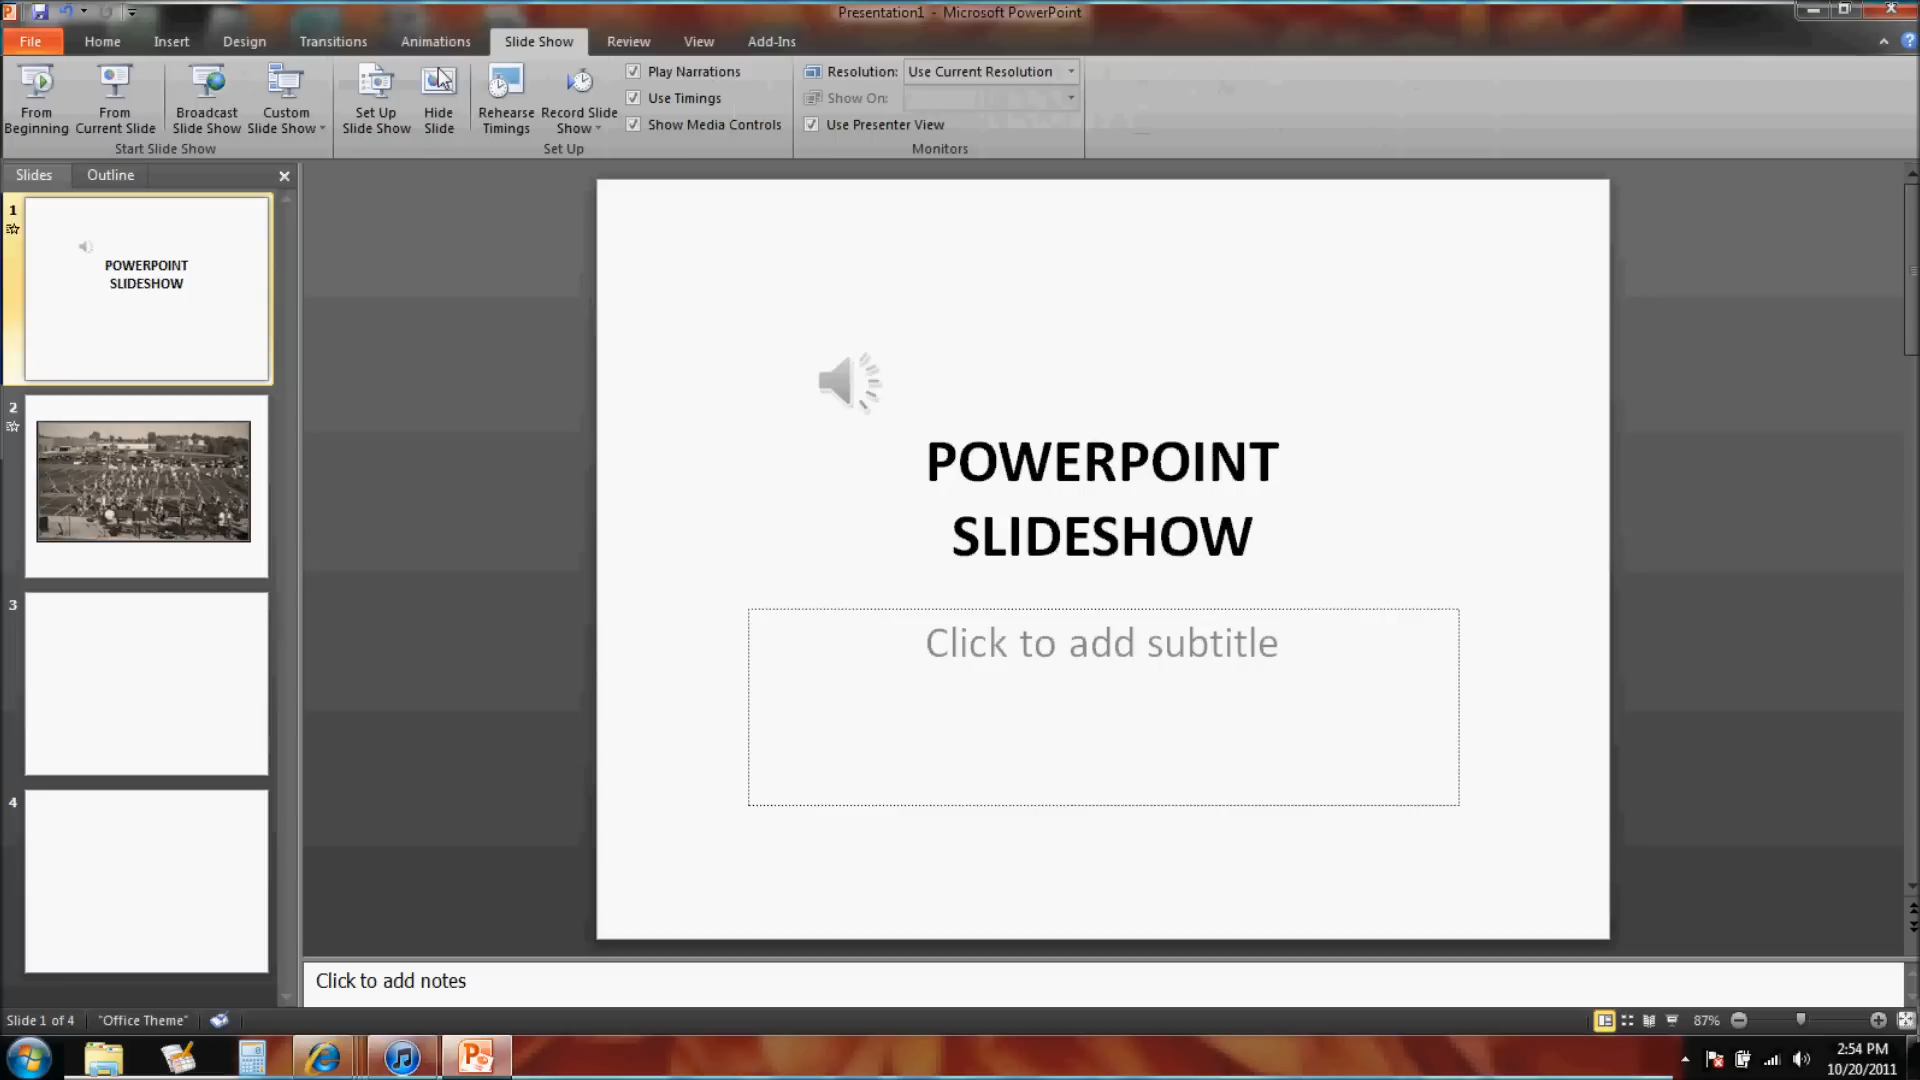 Presentation1 - Microsoft PowerPoint
File Home Insert Design Transitions Animations Slide Show Review View Add-Ins
From Beginning
From Current Slide
Broadcast Slide Show
Custom Slide Show
Start Slide Show
Set Up Slide Show
Hide Slide
Rehearse Timings
Record Slide Show
Play Narrations
Use Timings
Show Media Controls
Set Up
Resolution: Use Current Resolution
Show On:
Use Presenter View
Monitors
Slides Outline
1
POWERPOINT
SLIDESHOW
2
3
4
POWERPOINT
SLIDESHOW
Click to add subtitle
Click to add notes
Slide 1 of 4 "Office Theme" 87%
2:54 PM
10/20/2011